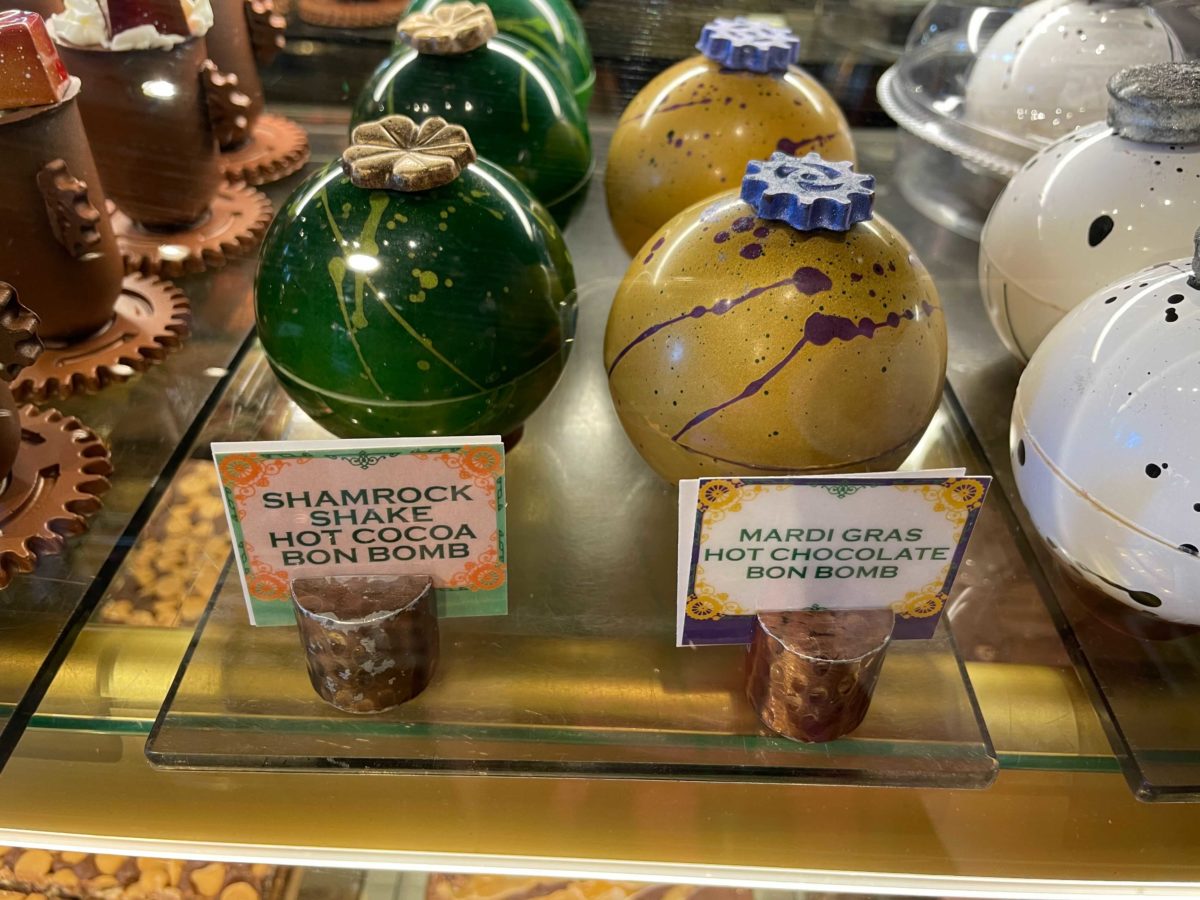 SHAMROCK
SHAKE
HOT COCOA
BON BOMB
MARDI GRAS
HOT CHOCOLATE
BON BOMB